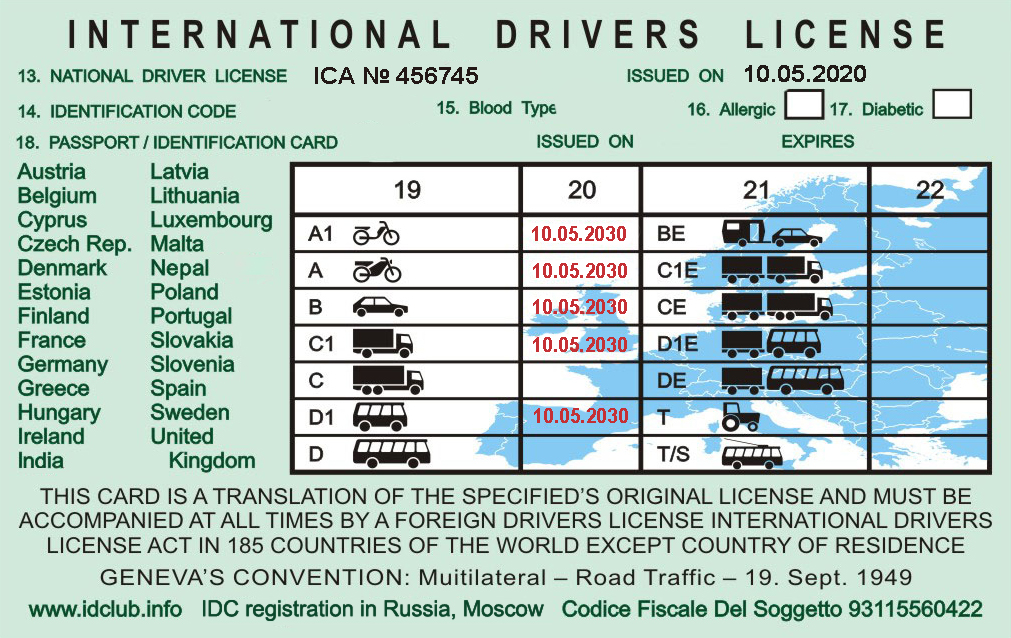 INTERNATIONAL DRIVERS LICENSE
13. NATIONAL DRIVER LICENSE ICA № 456745 ISSUED ON 10.05.2020
14. IDENTIFICATION CODE 15. Blood Type 16. Allergic 17. Diabetic
18. PASSPORT / IDENTIFICATION CARD ISSUED ON EXPIRES
Austria Latvia
Belgium Lithuania
Cyprus Luxembourg
Czech Rep. Malta
Denmark Nepal
Estonia Poland
Finland Portugal
France Slovakia
Germany Slovenia
Greece Spain
Hungary Sweden
Ireland United
India Kingdom
19 20 21 22
A1 10.05.2030 BE
A 10.05.2030 C1E
B 10.05.2030 CE
C1 10.05.2030 D1E
C DE
D1 10.05.2030 T
D T/S
THIS CARD IS A TRANSLATION OF THE SPECIFIED'S ORIGINAL LICENSE AND MUST BE
ACCOMPANIED AT ALL TIMES BY A FOREIGN DRIVERS LICENSE INTERNATIONAL DRIVERS
LICENSE ACT IN 185 COUNTRIES OF THE WORLD EXCEPT COUNTRY OF RESIDENCE
GENEVA'S CONVENTION: Muitilateral – Road Traffic – 19. Sept. 1949
www.idclub.info IDC registration in Russia, Moscow Codice Fiscale Del Soggetto 93115560422